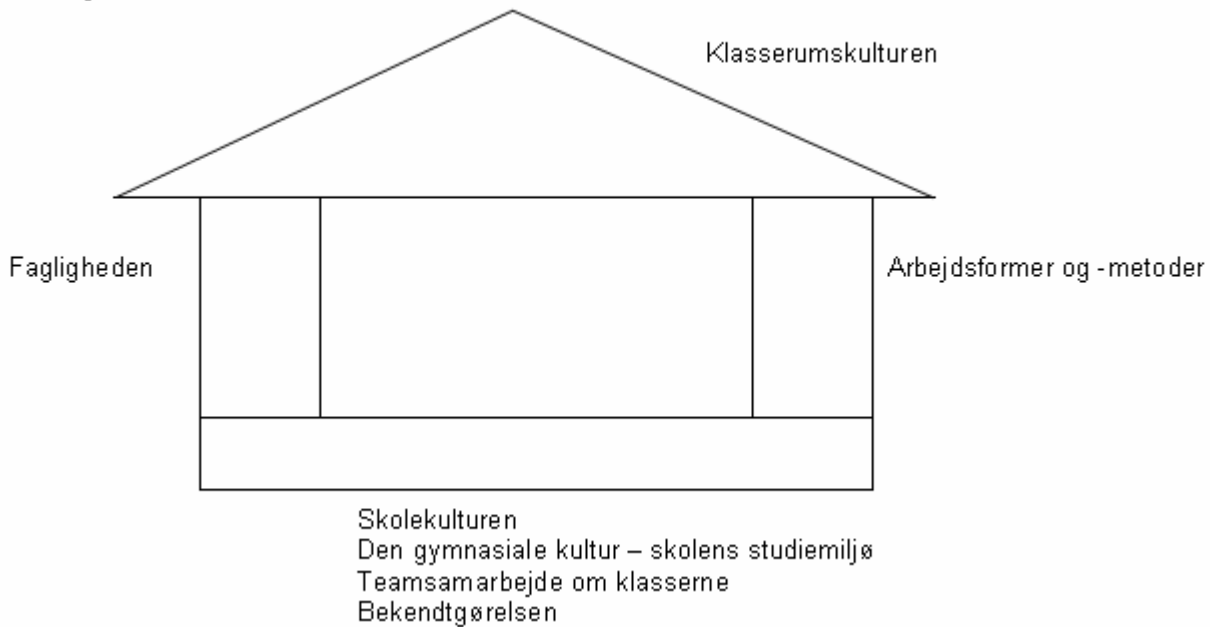 Klasserumskulturen
Fagligheden
Arbejdsformer og -metoder
Skolekulturen
Den gymnasiale kultur – skolens studiemiljø
Teamsamarbejde om klasserne
Bekendtgørelsen